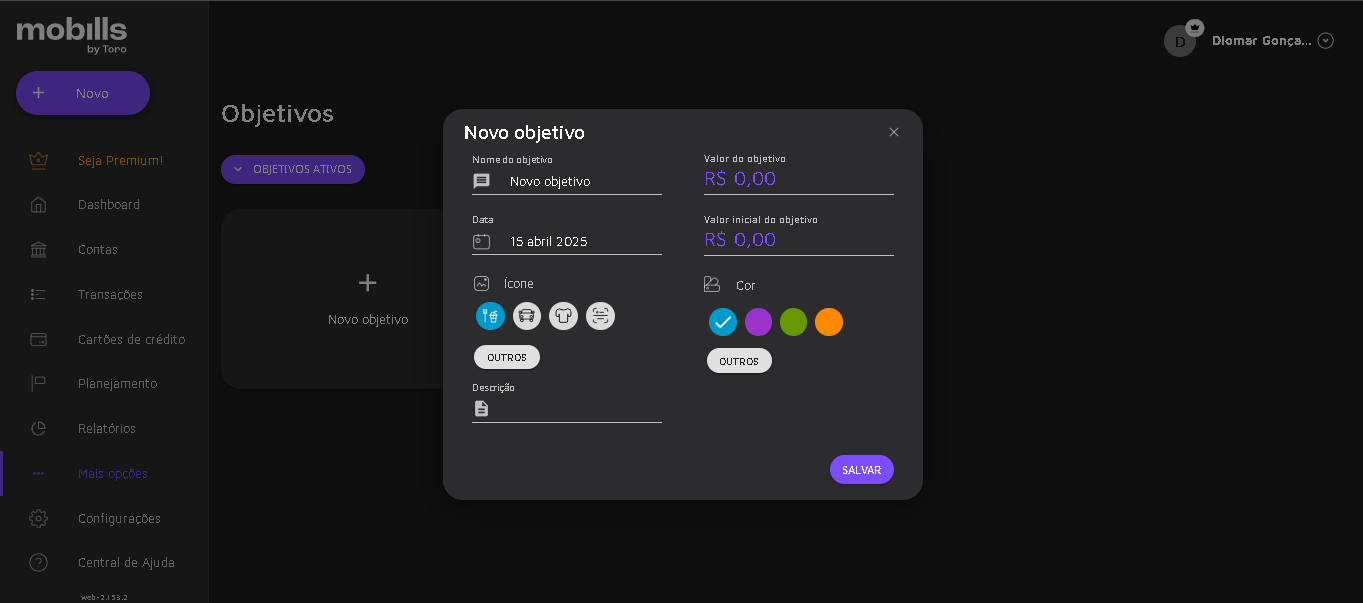 mobills
by Toro
Novo
Seja Premium!
Dashboard
Contas
Transações
Cartões de crédito
Planejamento
Relatórios
Mais opções
Configurações
Central de Ajuda
web-2.153.2
D
Diomar Gonça...
Objetivos
OBJETIVOS ATIVOS
Novo objetivo
Novo objetivo
Nome do objetivo
Novo objetivo
Valor do objetivo
R$ 0,00
Data
15 abril 2025
Valor inicial do objetivo
R$ 0,00
Ícone
OUTROS
Cor
OUTROS
Descrição
SALVAR